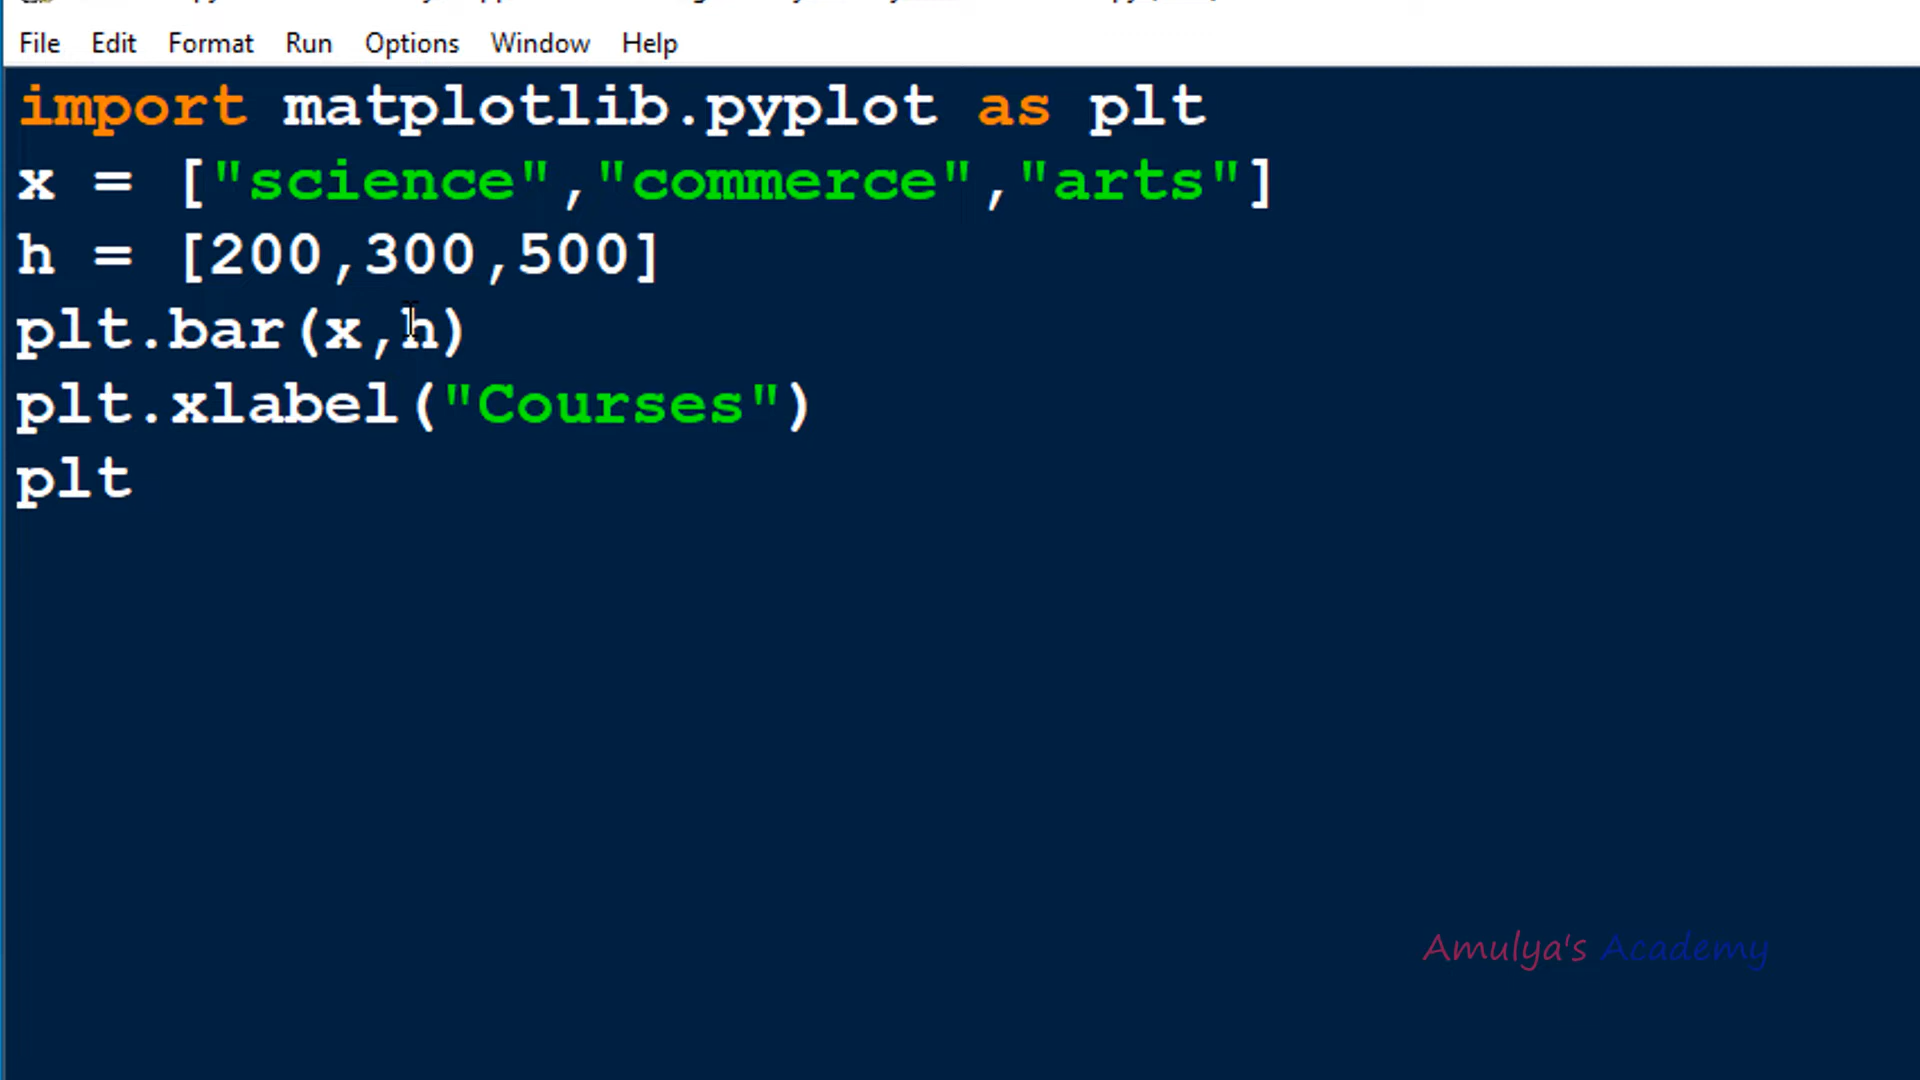 File Edit Format Run Options Window Help
import matplotlib.pyplot as plt
x = ["science","commerce","arts"]
h = [200,300,500]
plt.bar(x,h)
plt.xlabel("Courses")
plt
Amulya's Academy